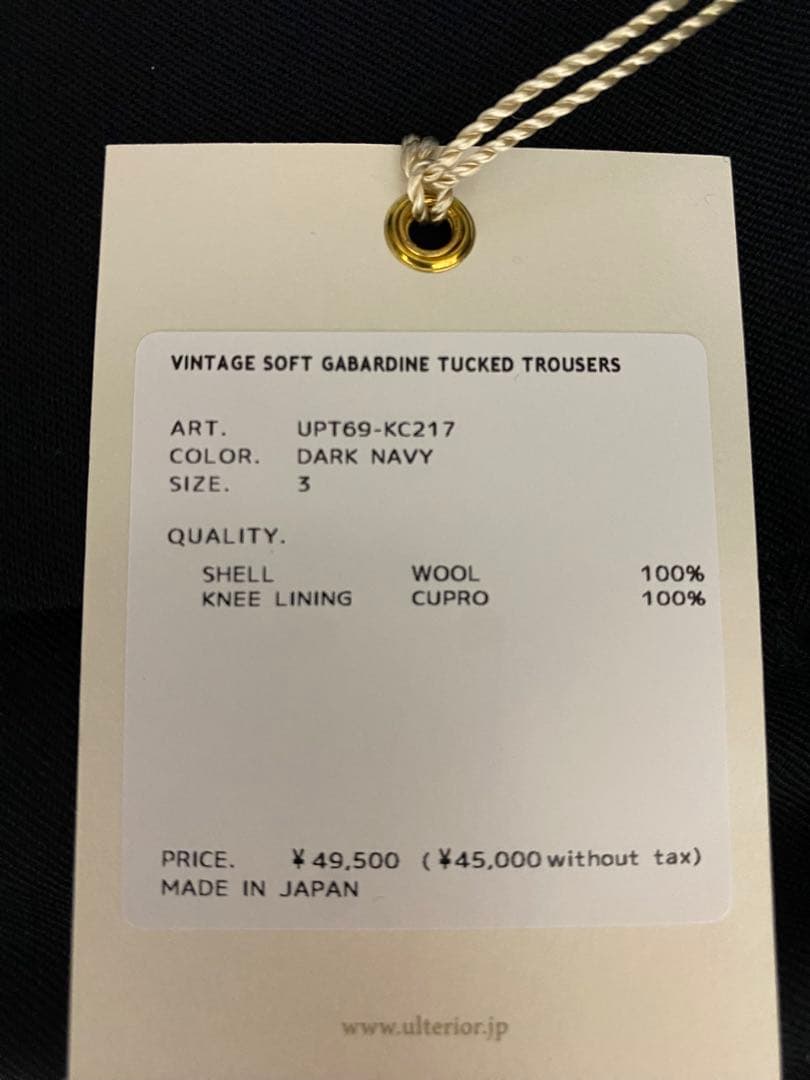 VINTAGE SOFT GABARDINE TUCKED TROUSERS
ART. UPT69-KC217
COLOR. DARK NAVY
SIZE. 3
QUALITY.
SHELL WOOL 100%
KNEE LINING CUPRO 100%
PRICE. ¥49,500 (¥45,000 without tax)
MADE IN JAPAN
www.ulterior.jp